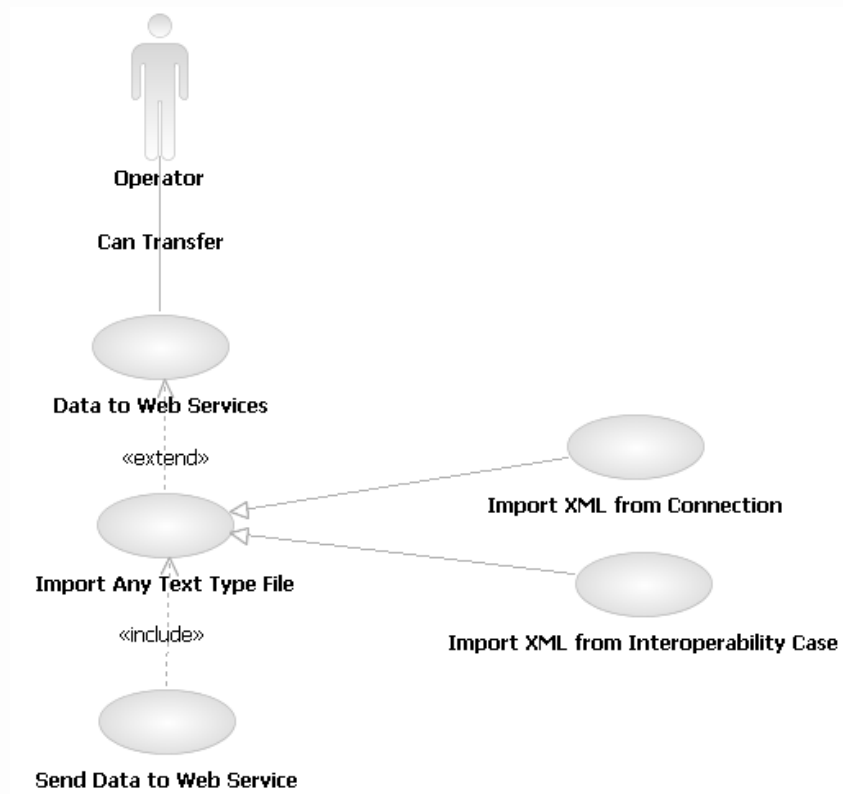 Operator
Can Transfer
Data to Web Services
«extend»
Import XML from Connection
Import Any Text Type File
«include»
Import XML from Interoperability Case
Send Data to Web Service